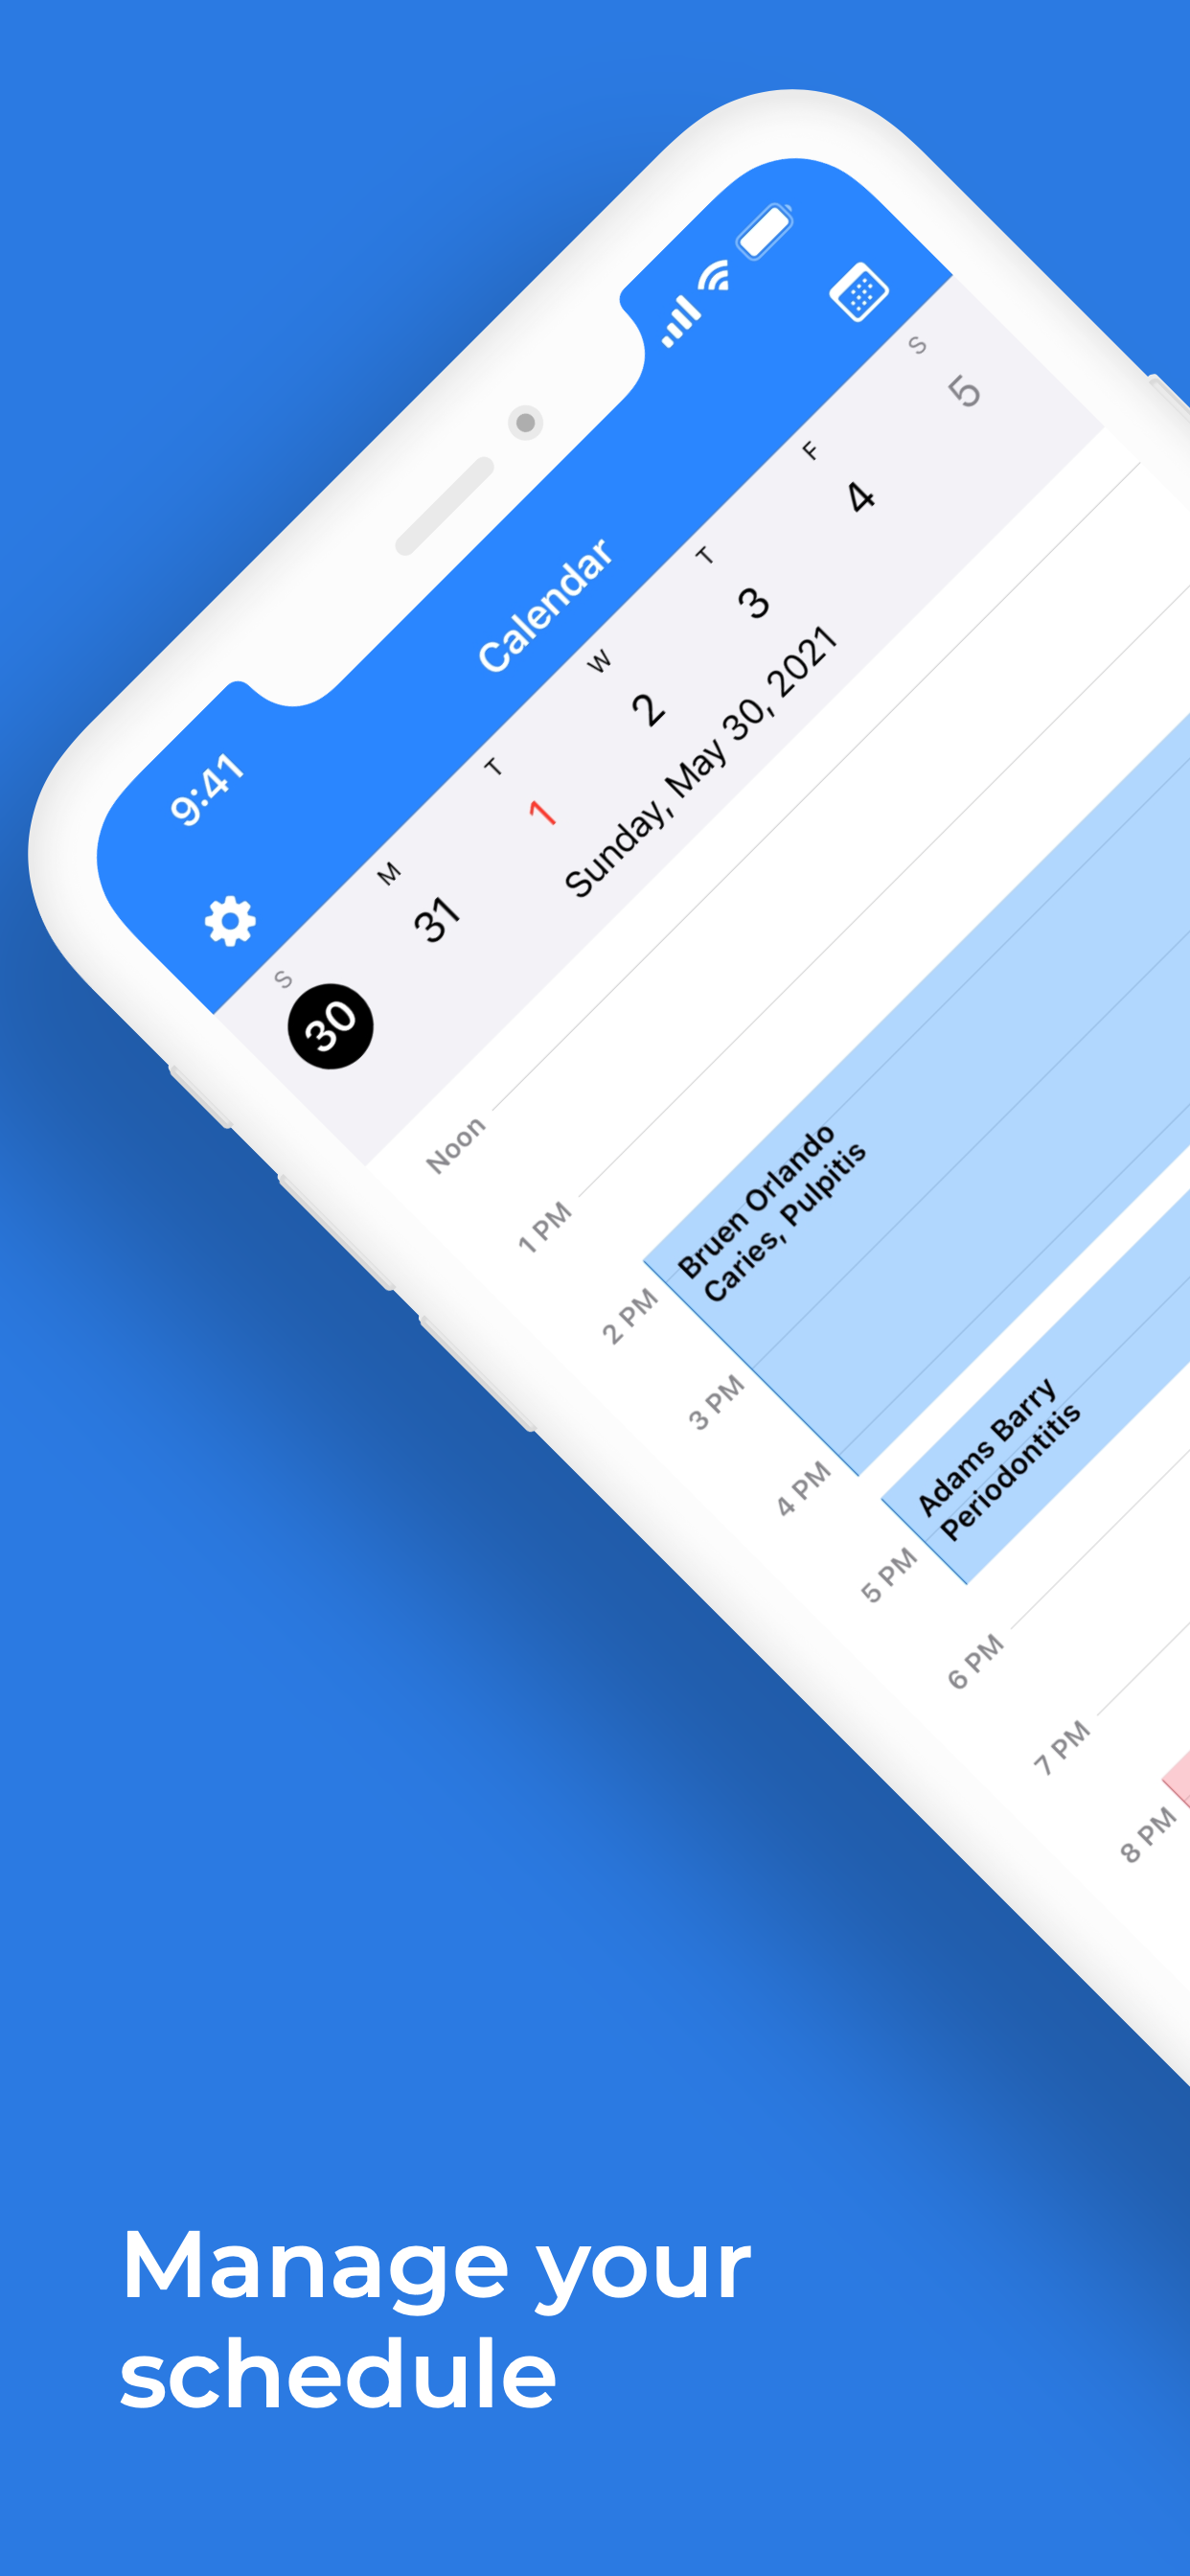 9:41
Calendar
S M T W T F S
30 31 1 2 3 4 5
Sunday, May 30, 2021
Noon
1 PM
2 PM
Bruen Orlando
Caries, Pulpitis
3 PM
4 PM
5 PM
Adams Barry
Periodontitis
6 PM
7 PM
8 PM
Manage your
schedule